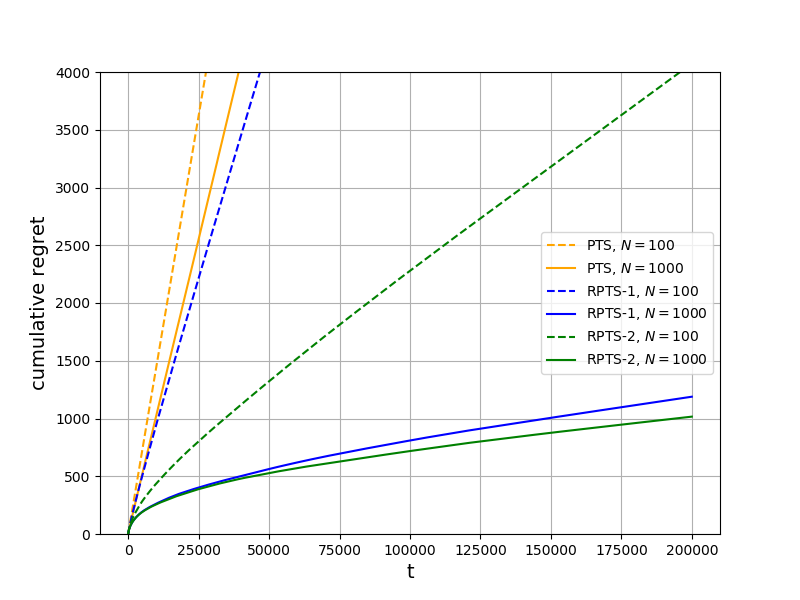 4000
3500
3000
2500
2000
1500
1000
500
0
cumulative regret
PTS, N = 100
PTS, N = 1000
RPTS-1, N = 100
RPTS-1, N = 1000
RPTS-2, N = 100
RPTS-2, N = 1000
0 25000 50000 75000 100000 125000 150000 175000 200000
t